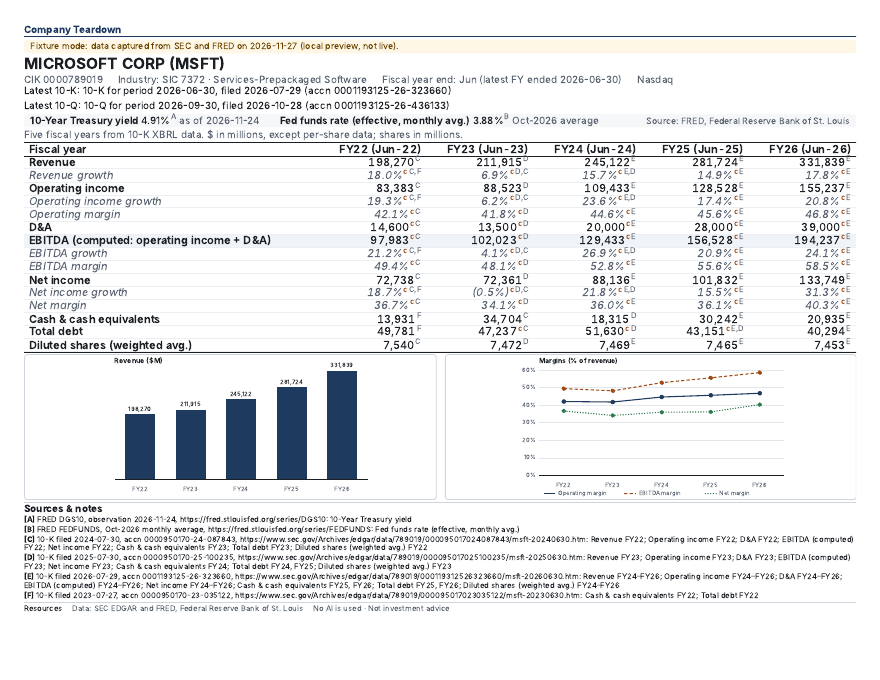 Company Teardown
Fixture mode: data captured from SEC and FRED on 2026-11-27 (local preview, not live).
MICROSOFT CORP (MSFT)
CIK 0000789019 Industry: SIC 7372 · Services-Prepackaged Software Fiscal year end: Jun (latest FY ended 2026-06-30) Nasdaq
Latest 10-K: 10-K for period 2026-06-30, filed 2026-07-29 (accn 0001193125-26-323660)
Latest 10-Q: 10-Q for period 2026-09-30, filed 2026-10-28 (accn 0001193125-26-436133)
10-Year Treasury yield 4.91% A as of 2026-11-24 Fed funds rate (effective, monthly avg.) 3.88% B Oct-2026 average Source: FRED, Federal Reserve Bank of St. Louis
Five fiscal years from 10-K XBRL data. $ in millions, except per-share data; shares in millions.
Fiscal year FY22 (Jun-22) FY23 (Jun-23) FY24 (Jun-24) FY25 (Jun-25) FY26 (Jun-26)
Revenue 198,270 C 211,915 D 245,122 E 281,724 E 331,839 E
Revenue growth 18.0% c C,F 6.9% c D,C 15.7% c E,D 14.9% c E 17.8% c E
Operating income 83,383 C 88,523 D 109,433 E 128,528 E 155,237 E
Operating income growth 19.3% c C,F 6.2% c D,C 23.6% c E,D 17.4% c E 20.8% c E
Operating margin 42.1% c C 41.8% c D 44.6% c E 45.6% c E 46.8% c E
D&A 14,600 c C 13,500 c D 20,000 c E 28,000 c E 39,000 c E
EBITDA (computed: operating income + D&A) 97,983 c C 102,023 c D 129,433 c E 156,528 c E 194,237 c E
EBITDA growth 21.2% c C,F 4.1% c D,C 26.9% c E,D 20.9% c E 24.1% c E
EBITDA margin 49.4% c C 48.1% c D 52.8% c E 55.6% c E 58.5% c E
Net income 72,738 C 72,361 D 88,136 E 101,832 E 133,749 E
Net income growth 18.7% c C,F (0.5%) c D,C 21.8% c E,D 15.5% c E 31.3% c E
Net margin 36.7% c C 34.1% c D 36.0% c E 36.1% c E 40.3% c E
Cash & cash equivalents 13,931 F 34,704 C 18,315 D 30,242 E 20,935 E
Total debt 49,781 F 47,237 c C 51,630 c D 43,151 c E,D 40,294 E
Diluted shares (weighted avg.) 7,540 C 7,472 D 7,469 E 7,465 E 7,453 E
Revenue ($M)
331,839
281,724
245,122
211,915
198,270
FY22 FY23 FY24 FY25 FY26
Margins (% of revenue)
60%
50%
40%
30%
20%
10%
0%
FY22 FY23 FY24 FY25 FY26
Operating margin EBITDA margin Net margin
Sources & notes
[A] FRED DGS10, observation 2026-11-24, https://fred.stlouisfed.org/series/DGS10: 10-Year Treasury yield
[B] FRED FEDFUNDS, Oct-2026 monthly average, https://fred.stlouisfed.org/series/FEDFUNDS: Fed funds rate (effective, monthly avg.)
[C] 10-K filed 2024-07-30, accn 0000950170-24-087843, https://www.sec.gov/Archives/edgar/data/789019/000095017024087843/msft-20240630.htm: Revenue FY22; Operating income FY22; D&A FY22; EBITDA (computed)
FY22; Net income FY22; Cash & cash equivalents FY23; Total debt FY23; Diluted shares (weighted avg.) FY22
[D] 10-K filed 2025-07-30, accn 0000950170-25-100235, https://www.sec.gov/Archives/edgar/data/789019/000095017025100235/msft-20250630.htm: Revenue FY23; Operating income FY23; D&A FY23; EBITDA (computed)
FY23; Net income FY23; Cash & cash equivalents FY24; Total debt FY24, FY25; Diluted shares (weighted avg.) FY23
[E] 10-K filed 2026-07-29, accn 0001193125-26-323660, https://www.sec.gov/Archives/edgar/data/789019/000119312526323660/msft-20260630.htm: Revenue FY24-FY26; Operating income FY24-FY26; D&A FY24-FY26;
EBITDA (computed) FY24-FY26; Net income FY24-FY26; Cash & cash equivalents FY25, FY26; Total debt FY25, FY26; Diluted shares (weighted avg.) FY24-FY26
[F] 10-K filed 2023-07-27, accn 0000950170-23-035122, https://www.sec.gov/Archives/edgar/data/789019/000095017023035122/msft-20230630.htm: Cash & cash equivalents FY22; Total debt FY22
Resources Data: SEC EDGAR and FRED, Federal Reserve Bank of St. Louis No AI is used · Not investment advice